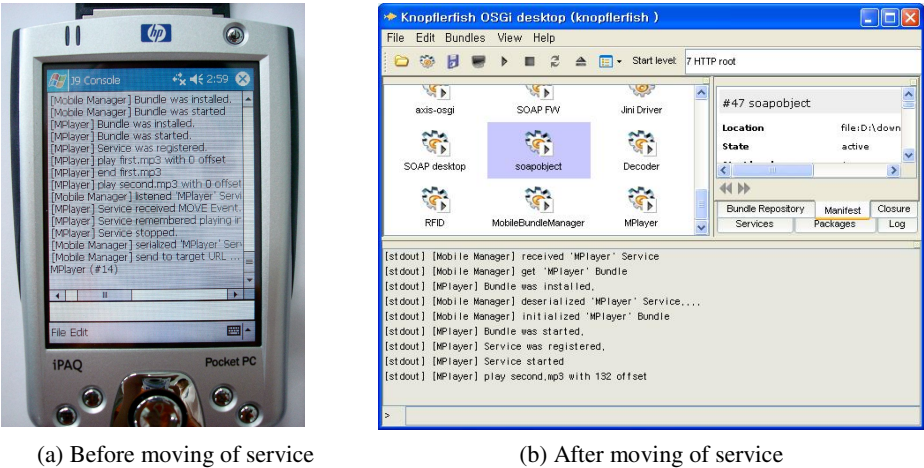 hp
J9 Console 2:59
[Mobile Manager] Bundle was installed.
[Mobile Manager] Bundle was started
[MPlayer] Bundle was installed.
[MPlayer] Bundle was started.
[MPlayer] Service was registered.
[MPlayer] play first.mp3 with 0 offset
[MPlayer] end first.mp3
[MPlayer] play second.mp3 with 0 offset
[Mobile Manager] listened 'MPlayer' Servi
[MPlayer] Service received MOVE Event.
[MPlayer] Service remembered playing ir
[MPlayer] Service stopped.
[Mobile Manager] serialized 'MPlayer' Serv
[Mobile Manager] send to target URL ...
MPlayer (#14)
File Edit
iPAQ Pocket PC
(a) Before moving of service
Knopflerfish OSGi desktop (knopflerfish )
File Edit Bundles View Help
Start level: 7 HTTP root
axis-osgi SOAP FW Jini Driver
SOAP desktop soapobject Decoder
RFID MobileBundleManager MPlayer
#47 soapobject
Location file:D:\down
State active
Bundle Repository Manifest Closure
Services Packages Log
[stdout] [Mobile Manager] received 'MPlayer' Service
[stdout] [Mobile Manager] get 'MPlayer' Bundle
[stdout] [MPlayer] Bundle was installed.
[stdout] [Mobile Manager] deserialized 'MPlayer' Service....
[stdout] [Mobile Manager] initialized 'MPlayer' Bundle
[stdout] [MPlayer] Bundle was started.
[stdout] [MPlayer] Service was registered.
[stdout] [MPlayer] Service started
[stdout] [MPlayer] play second.mp3 with 132 offset
>
(b) After moving of service